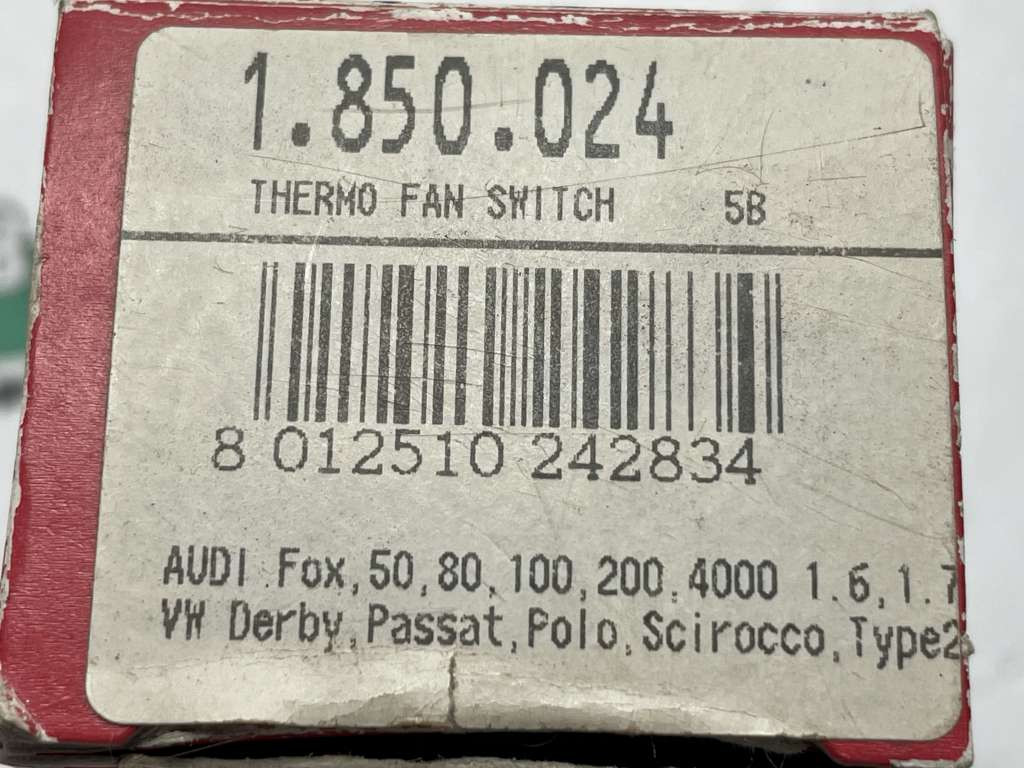 1.850.024
THERMO FAN SWITCH 5B
8 012510 242834
AUDI Fox,50,80,100,200,4000 1.6,1.7
VW Derby,Passat,Polo,Scirocco,Type2